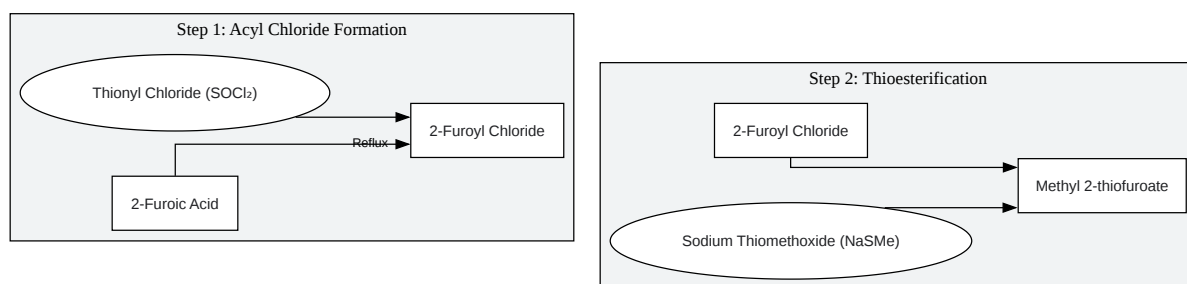 Step 1: Acyl Chloride Formation
Thionyl Chloride (SOCl₂)
2-Furoyl Chloride
Reflux
2-Furoic Acid
Step 2: Thioesterification
2-Furoyl Chloride
Methyl 2-thiofuroate
Sodium Thiomethoxide (NaSMe)